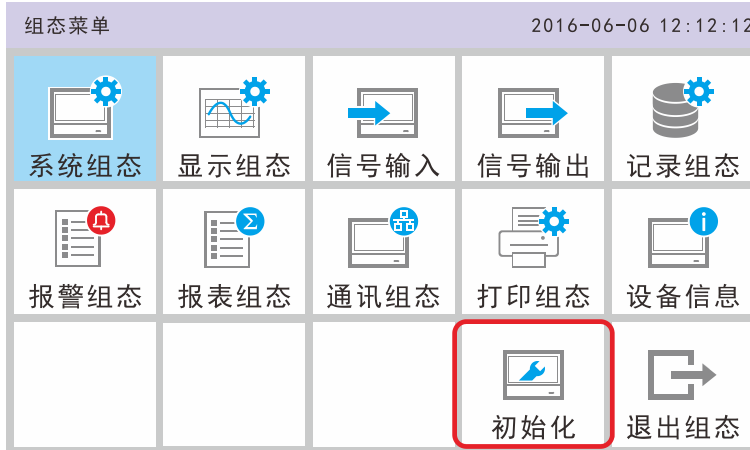 组态菜单 2016-06-06 12:12:12
系统组态 显示组态 信号输入 信号输出 记录组态
报警组态 报表组态 通讯组态 打印组态 设备信息
初始化 退出组态